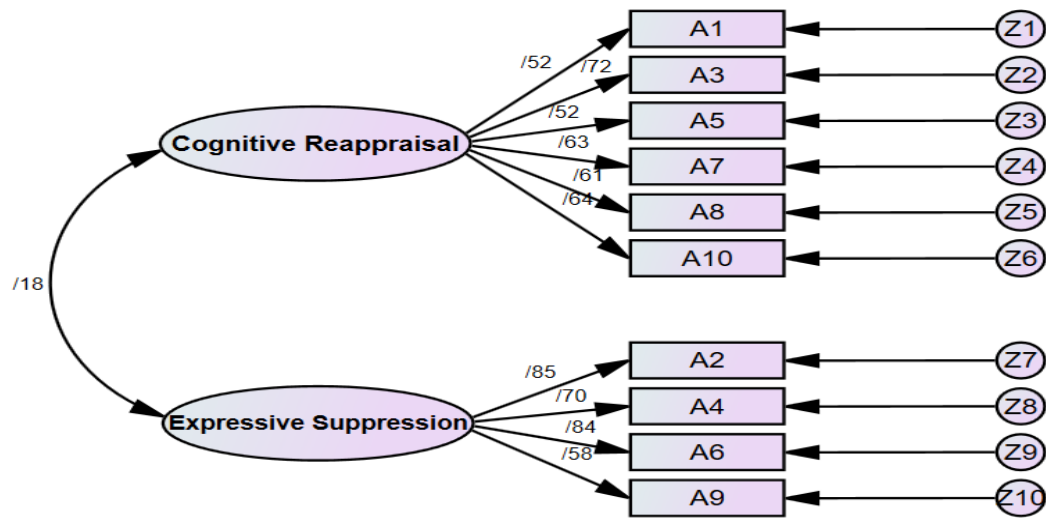 A1
Z1
/52
/72
A3
Z2
/52
A5
Z3
Cognitive Reappraisal
/63
A7
Z4
/61
A8
Z5
/64
A10
Z6
/18
A2
Z7
/85
/70
A4
Z8
Expressive Suppression
/84
A6
Z9
/58
A9
Z10